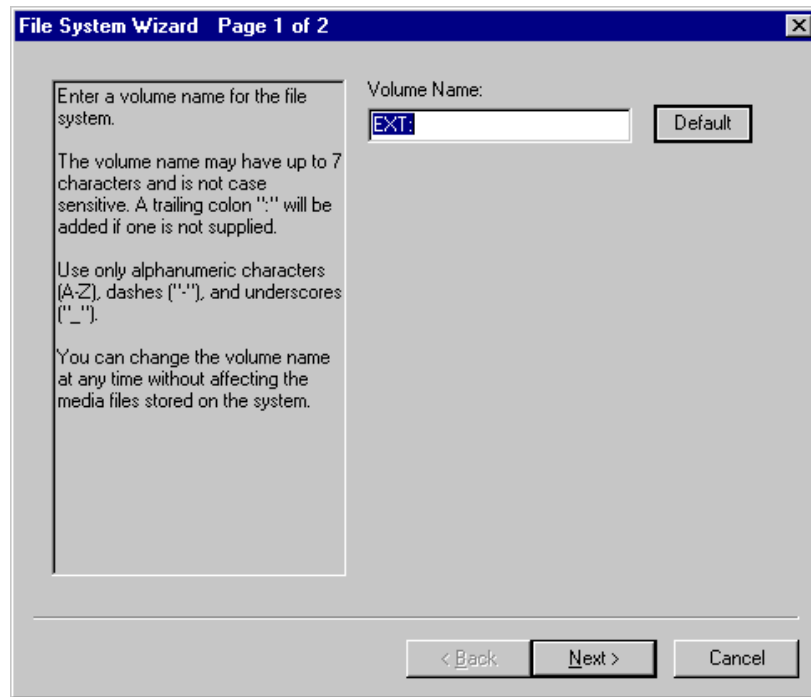 File System Wizard   Page 1 of 2
Enter a volume name for the file
system.
The volume name may have up to 7
characters and is not case
sensitive. A trailing colon ":" will be
added if one is not supplied.
Use only alphanumeric characters
(A-Z), dashes ("-"), and underscores
("_").
You can change the volume name
at any time without affecting the
media files stored on the system.
Volume Name:
EXT:
Default
< Back
Next >
Cancel